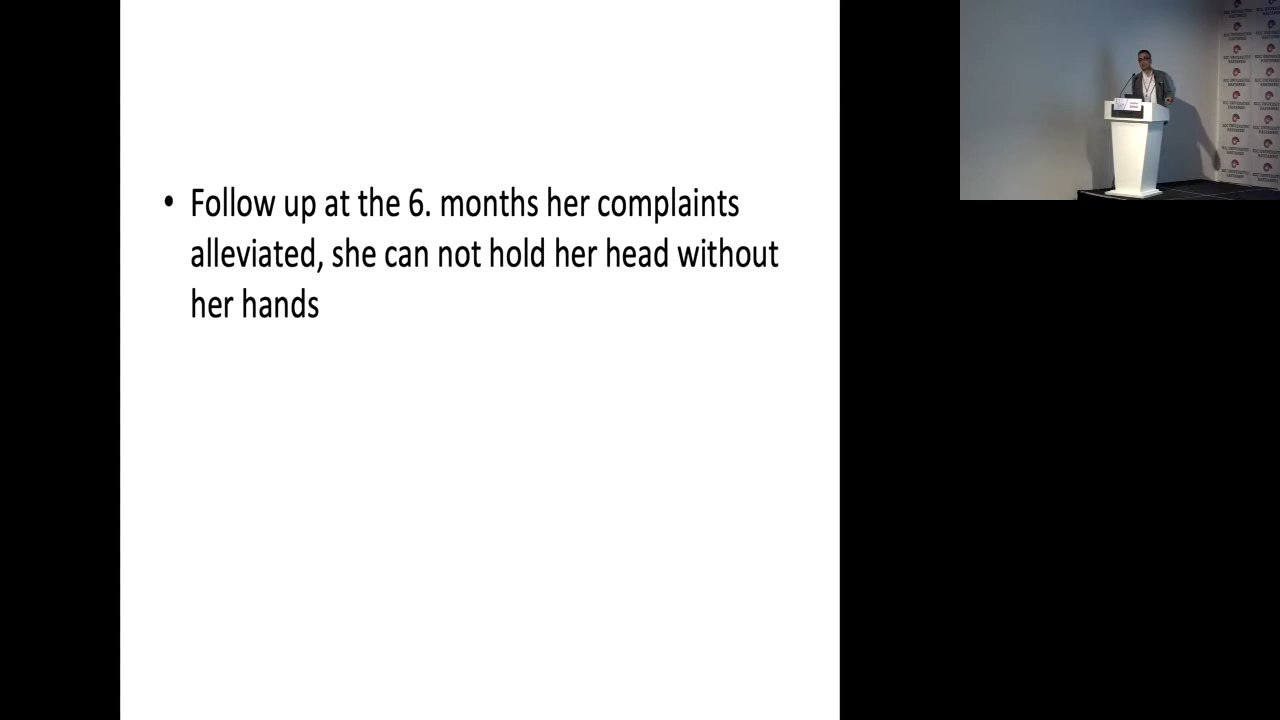 • Follow up at the 6. months her complaints
alleviated, she can not hold her head without
her hands